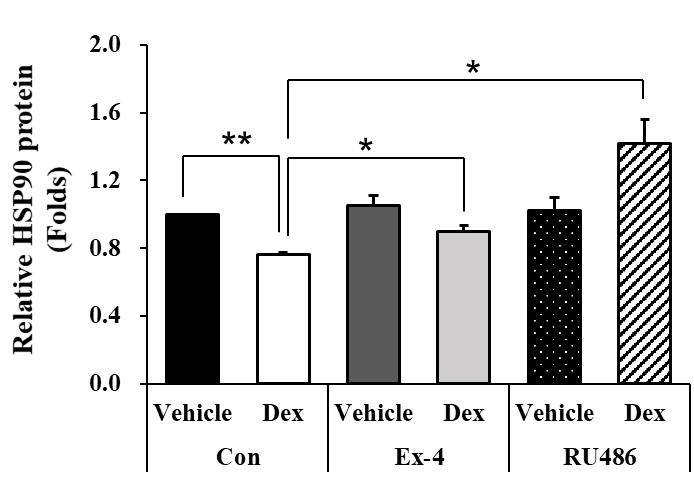 Relative HSP90 protein
(Folds)
2.0
1.6
1.2
0.8
0.4
0.0
*
**
*
Vehicle Dex Vehicle Dex Vehicle Dex
Con Ex-4 RU486